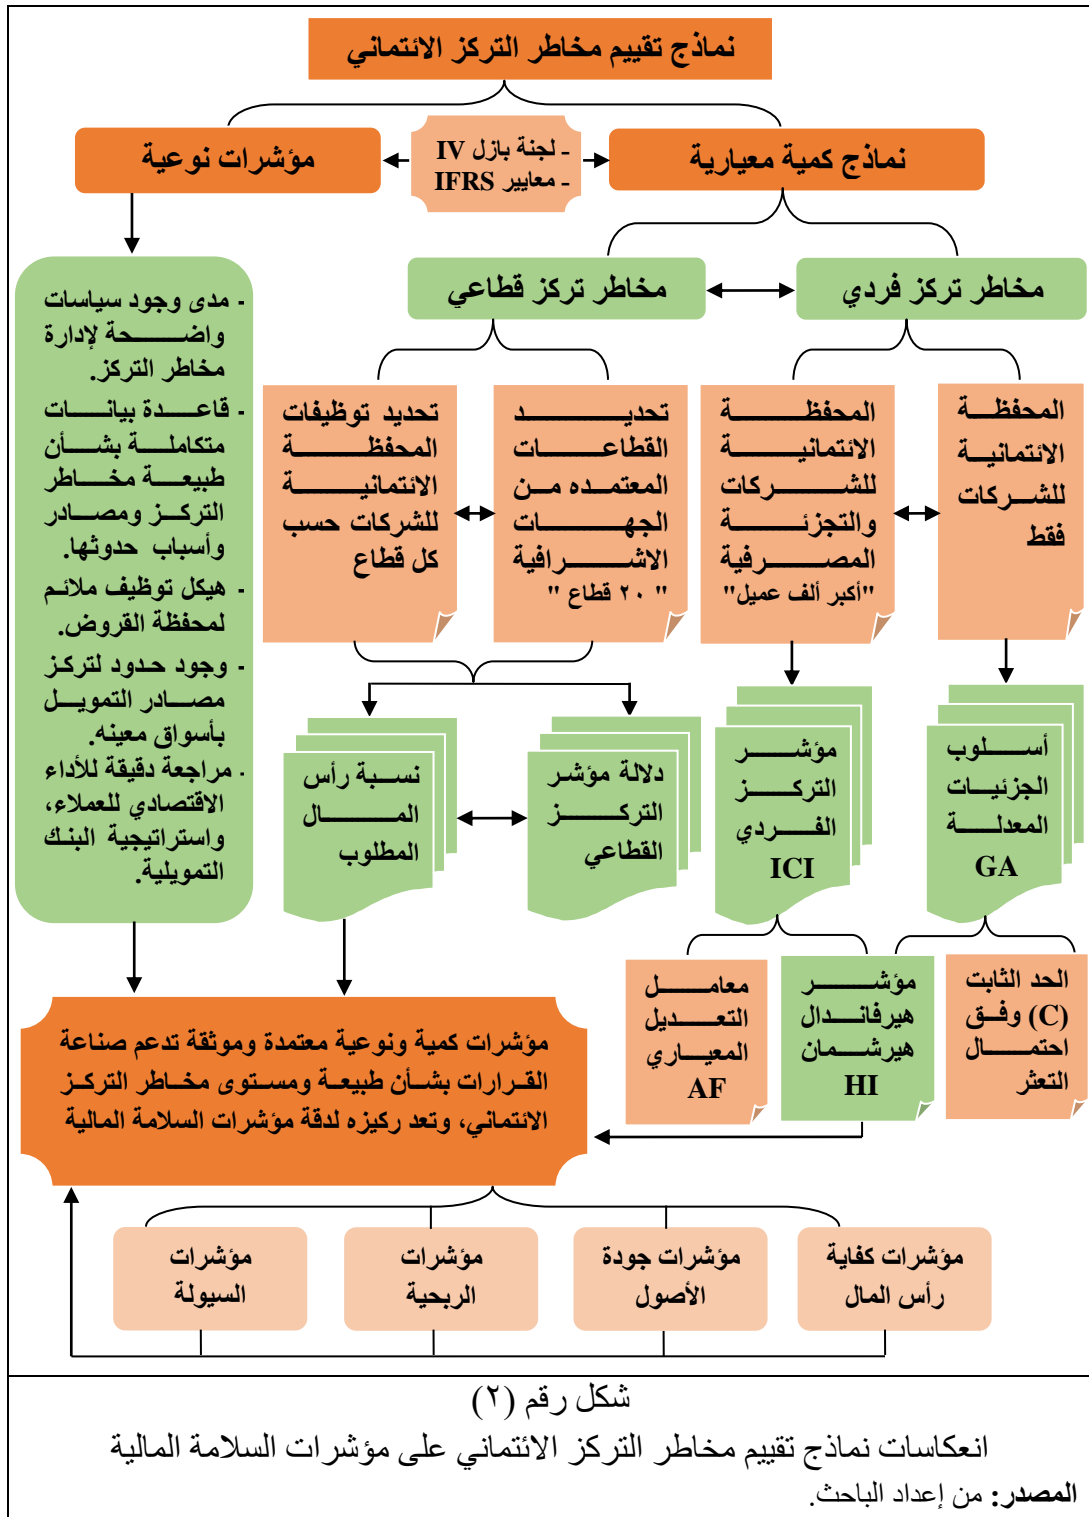 نماذج تقييم مخاطر التركز الائتماني
نماذج كمية معيارية
- لجنة بازل IV
- معايير IFRS
مؤشرات نوعية
مخاطر تركز فردي
مخاطر تركز قطاعي
- مدى وجود سياسات
واضحة لإدارة
مخاطر التركز.
- قاعدة بيانات
متكاملة بشأن
طبيعة مخاطر
التركز ومصادر
وأسباب حدوثها.
- هيكل توظيف ملائم
لمحفظة القروض.
- وجود حدود لتركز
مصادر التمويل
بأسواق معينه.
- مراجعة دقيقة للأداء
الاقتصادي للعملاء،
واستراتيجية البنك
التمويلية.
المحفظة
الائتمانية
للشركات
فقط
المحفظة
الائتمانية
للشركات
والتجزئة
المصرفية
"أكبر ألف عميل"
تحديد
القطاعات
المعتمده من
الجهات
الاشرافية
" ٢٠ قطاع "
تحديد توظيفات
المحفظة
الائتمانية
للشركات حسب
كل قطاع
أسلوب
الجزئيات
المعدلة
GA
مؤشر
التركز
الفردي
ICI
دلالة مؤشر
التركز
القطاعي
نسبة رأس
المال
المطلوب
الحد الثابت
(C) وفق
احتمال
التعثر
مؤشر
هيرفاندال
هيرشمان
HI
معامل
التعديل
المعياري
AF
مؤشرات كمية ونوعية معتمدة وموثقة تدعم صناعة
القرارات بشأن طبيعة ومستوى مخاطر التركز
الائتماني، وتعد ركيزه لدقة مؤشرات السلامة المالية
مؤشرات كفاية
رأس المال
مؤشرات جودة
الأصول
مؤشرات
الربحية
مؤشرات
السيولة
شكل رقم (٢)
انعكاسات نماذج تقييم مخاطر التركز الائتماني على مؤشرات السلامة المالية
المصدر: من إعداد الباحث.